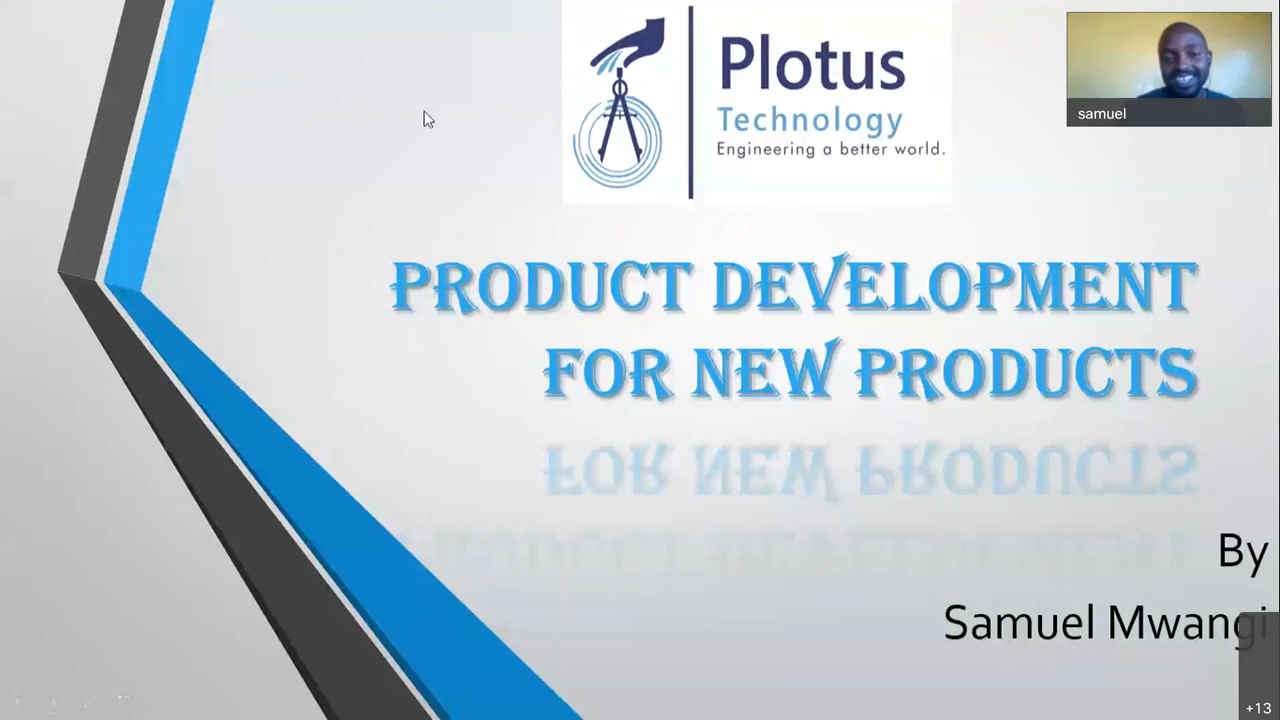 Plotus
Technology
Engineering a better world.
samuel
PRODUCT DEVELOPMENT
FOR NEW PRODUCTS
By
Samuel Mwangi
+13